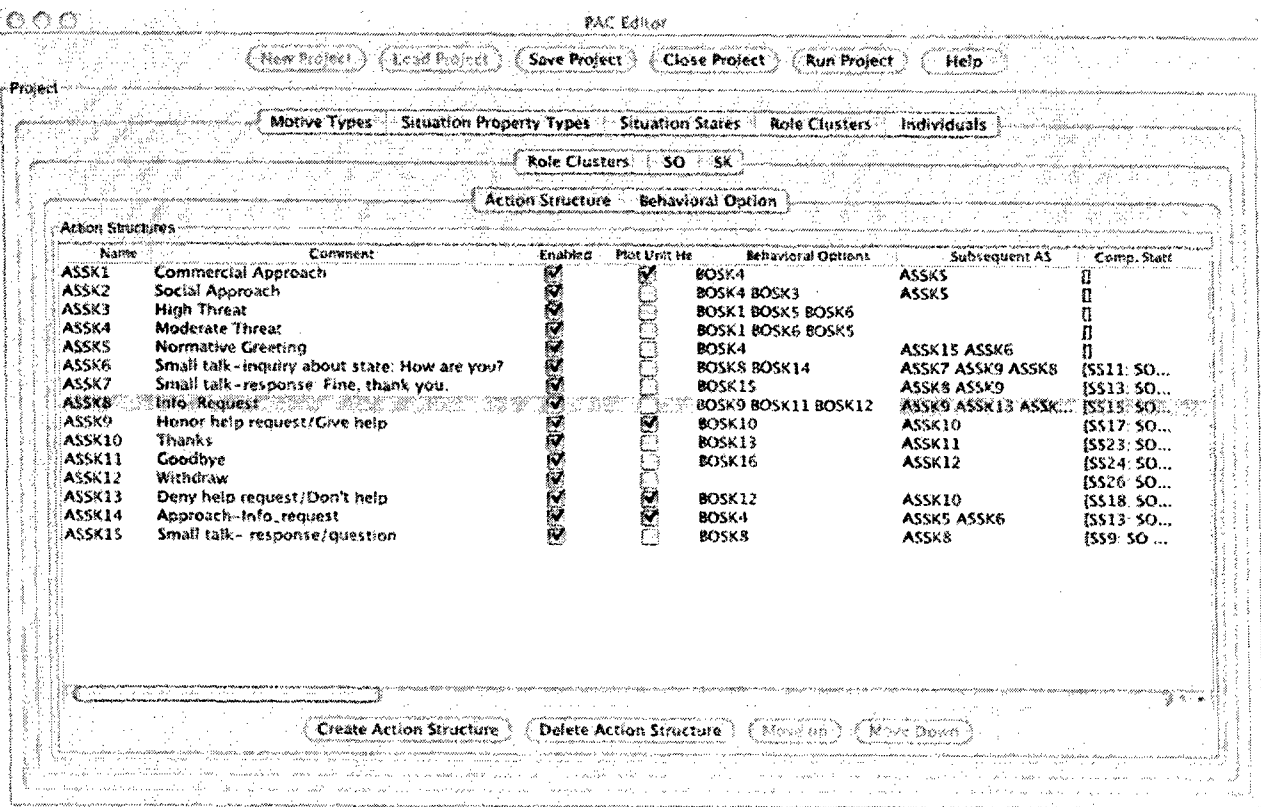 PAC Editor
New Project Load Project Save Project Close Project Run Project Help
Project
Motive Types Situation Property Types Situation States Role Clusters Individuals
Role Clusters SO SK
Action Structure Behavioral Option
Action Structures
Name Comment Enabled Plot Unit He Behavioral Options Subsequent AS Comp. Statt
ASSK1 Commercial Approach BOSK4 ASSK5 []
ASSK2 Social Approach BOSK4 BOSK3 ASSK5 []
ASSK3 High Threat BOSK1 BOSK5 BOSK6 []
ASSK4 Moderate Threat BOSK1 BOSK6 BOSK5 []
ASSK5 Normative Greeting BOSK4 ASSK15 ASSK6 []
ASSK6 Small talk-inquiry about state: How are you? BOSK8 BOSK14 ASSK7 ASSK9 ASSK8 [SS11: SO...
ASSK7 Small talk-response: Fine, thank you. BOSK15 ASSK8 ASSK9 [SS13: SO...
ASSK8 Info-Request BOSK9 BOSK11 BOSK12 ASSK9 ASSK13 ASSK... [SS15: SO...
ASSK9 Honor help request/Give help BOSK10 ASSK10 [SS17: SO...
ASSK10 Thanks BOSK13 ASSK11 [SS23: SO...
ASSK11 Goodbye BOSK16 ASSK12 [SS24: SO...
ASSK12 Withdraw [SS26: SO...
ASSK13 Deny help request/Don't help BOSK12 ASSK10 [SS18: SO...
ASSK14 Approach-Info_request BOSK4 ASSK5 ASSK6 [SS13: SO...
ASSK15 Small talk- response/question BOSK8 ASSK8 [SS9: SO ...
Create Action Structure Delete Action Structure Move up Move Down